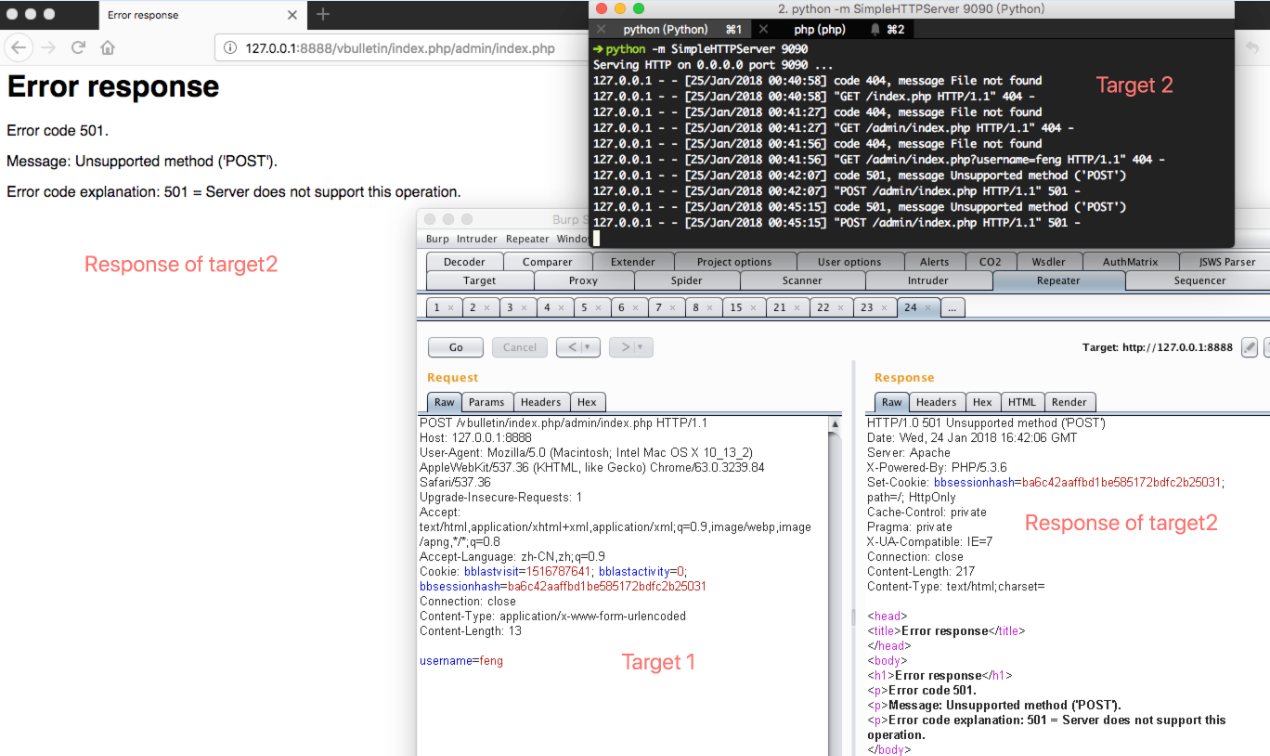 Error response
127.0.0.1:8888/vbulletin/index.php/admin/index.php
Error response
Error code 501.
Message: Unsupported method ('POST').
Error code explanation: 501 = Server does not support this operation.
Response of target2
2. python -m SimpleHTTPServer 9090 (Python)
python (Python) ⌘1
php (php) ⌘2
python -m SimpleHTTPServer 9090
Serving HTTP on 0.0.0.0 port 9090 ...
127.0.0.1 - - [25/Jan/2018 00:40:58] code 404, message File not found
127.0.0.1 - - [25/Jan/2018 00:40:58] "GET /index.php HTTP/1.1" 404 -
127.0.0.1 - - [25/Jan/2018 00:41:27] code 404, message File not found
127.0.0.1 - - [25/Jan/2018 00:41:27] "GET /admin/index.php HTTP/1.1" 404 -
127.0.0.1 - - [25/Jan/2018 00:41:56] code 404, message File not found
127.0.0.1 - - [25/Jan/2018 00:41:56] "GET /admin/index.php?username=feng HTTP/1.1" 404 -
127.0.0.1 - - [25/Jan/2018 00:42:07] code 501, message Unsupported method ('POST')
127.0.0.1 - - [25/Jan/2018 00:42:07] "POST /admin/index.php HTTP/1.1" 501 -
127.0.0.1 - - [25/Jan/2018 00:45:15] code 501, message Unsupported method ('POST')
127.0.0.1 - - [25/Jan/2018 00:45:15] "POST /admin/index.php HTTP/1.1" 501 -
Target 2
Burp S
Burp Intruder Repeater Windo
Decoder Comparer Extender Project options User options Alerts CO2 Wsdler AuthMatrix JSWS Parser
Target Proxy Spider Scanner Intruder Repeater Sequencer
1 × 2 × 3 × 4 × 5 × 6 × 7 × 8 × 15 × 21 × 22 × 23 × 24 × ...
Go Cancel < > Target: http://127.0.0.1:8888
Request
Raw Params Headers Hex
POST /vbulletin/index.php/admin/index.php HTTP/1.1
Host: 127.0.0.1:8888
User-Agent: Mozilla/5.0 (Macintosh; Intel Mac OS X 10_13_2)
AppleWebKit/537.36 (KHTML, like Gecko) Chrome/63.0.3239.84
Safari/537.36
Upgrade-Insecure-Requests: 1
Accept:
text/html,application/xhtml+xml,application/xml;q=0.9,image/webp,image
/apng,*/*;q=0.8
Accept-Language: zh-CN,zh;q=0.9
Cookie: bblastvisit=1516787641; bblastactivity=0;
bbsessionhash=ba6c42aaffbd1be585172bdfc2b25031
Connection: close
Content-Type: application/x-www-form-urlencoded
Content-Length: 13
username=feng
Target 1
Response
Raw Headers Hex HTML Render
HTTP/1.0 501 Unsupported method ('POST')
Date: Wed, 24 Jan 2018 16:42:06 GMT
Server: Apache
X-Powered-By: PHP/5.3.6
Set-Cookie: bbsessionhash=ba6c42aaffbd1be585172bdfc2b25031;
path=/; HttpOnly
Cache-Control: private
Pragma: private
X-UA-Compatible: IE=7
Connection: close
Content-Length: 217
Content-Type: text/html;charset=
Response of target2
<head>
<title>Error response</title>
</head>
<body>
<h1>Error response</h1>
<p>Error code 501.
<p>Message: Unsupported method ('POST').
<p>Error code explanation: 501 = Server does not support this
operation.
</body>